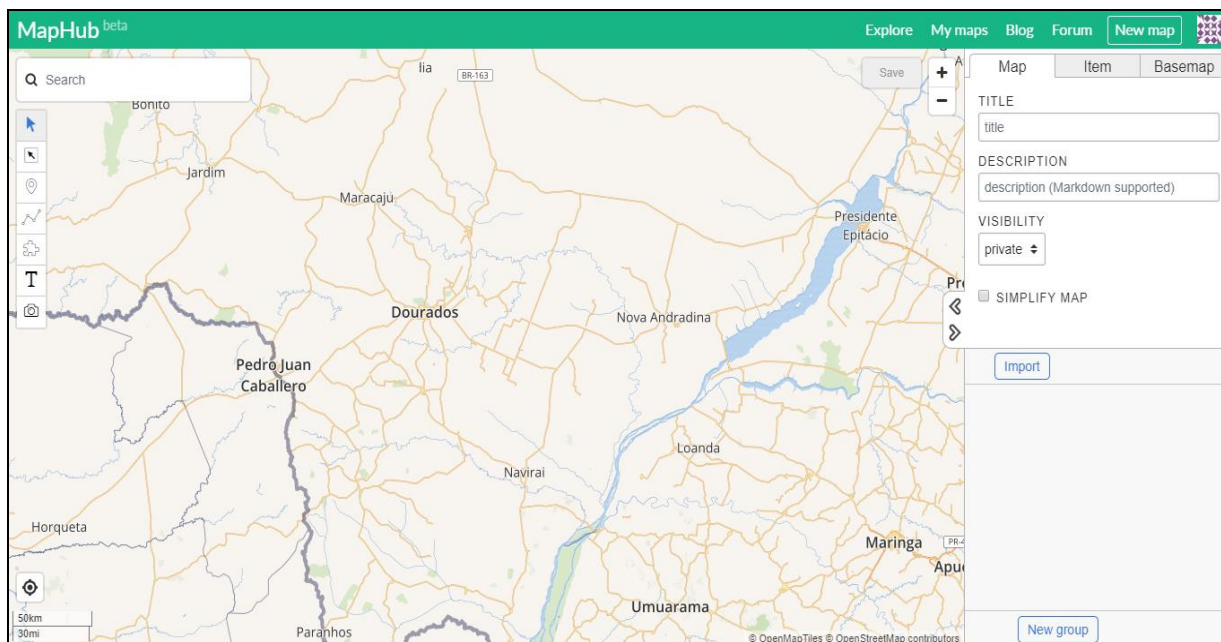 MapHub beta
Explore My maps Blog Forum New map
Search
Save
+
−
Map Item Basemap
TITLE
title
DESCRIPTION
description (Markdown supported)
VISIBILITY
private
SIMPLIFY MAP
Import
New group
T
lia
BR-163
Bonito
Jardim
Maracaju
Presidente
Epitácio
Dourados
Nova Andradina
Pedro Juan
Caballero
Loanda
Navirai
Horqueta
Maringa
Umuarama
Paranhos
50km
30mi
© OpenMapTiles © OpenStreetMap contributors